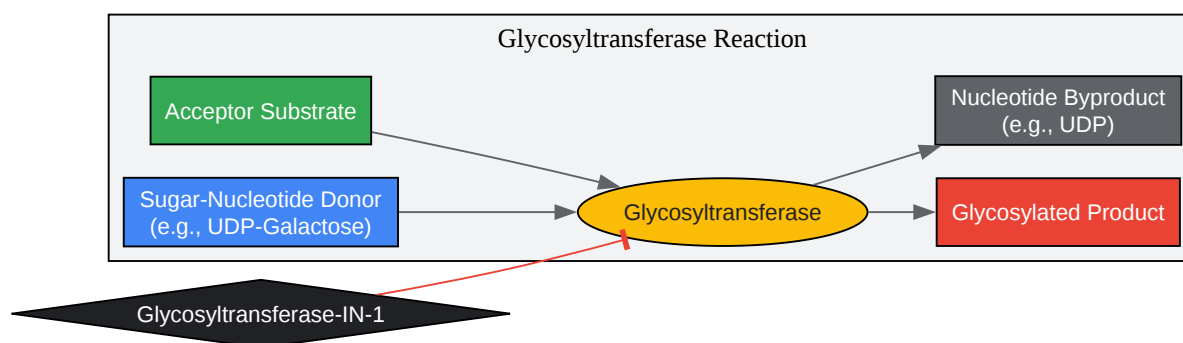 Glycosyltransferase Reaction
Acceptor Substrate
Nucleotide Byproduct
(e.g., UDP)
Sugar-Nucleotide Donor
(e.g., UDP-Galactose)
Glycosyltransferase
Glycosylated Product
Glycosyltransferase-IN-1